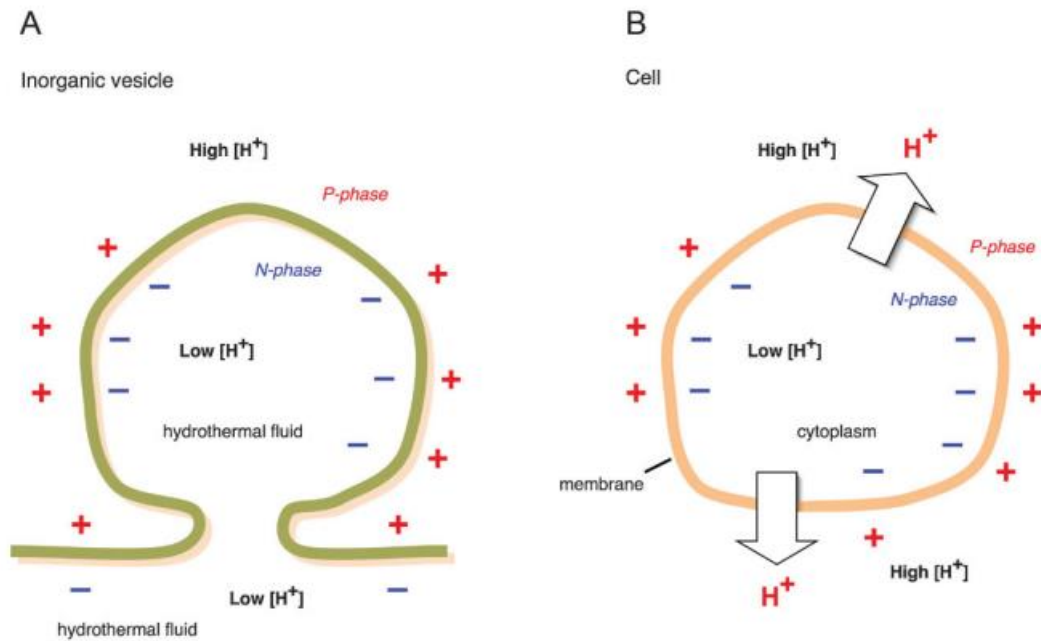 A
Inorganic vesicle
High [H⁺]
P-phase
+
N-phase
+
−
−
+
−
Low [H⁺]
+
−
−
+
hydrothermal fluid
−
+
+
+
−
Low [H⁺]
−
hydrothermal fluid
B
Cell
High [H⁺]
H⁺
+
P-phase
−
N-phase
+
+
−
Low [H⁺]
−
+
−
−
+
cytoplasm
−
membrane
−
+
+
H⁺
High [H⁺]